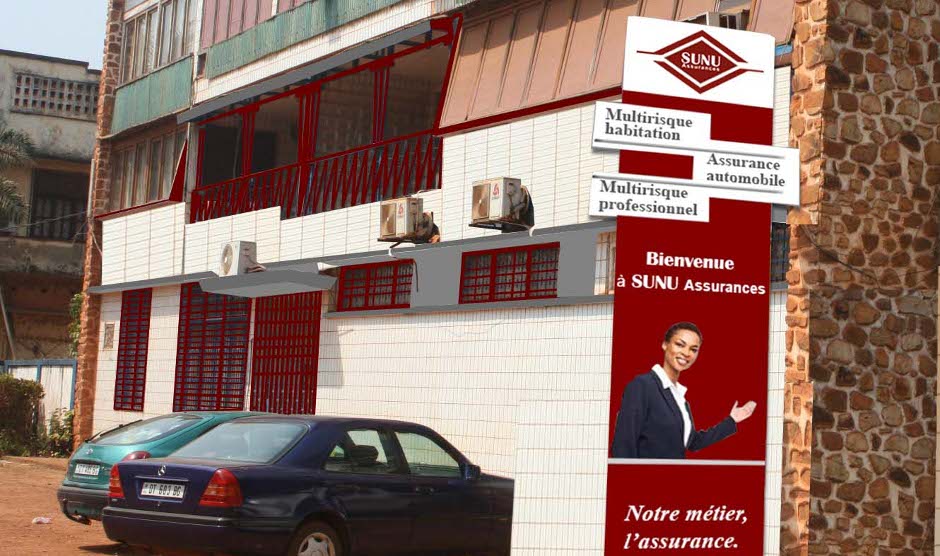 SUNU
Assurances
Multirisque
habitation
Assurance
automobile
Multirisque
professionnel
Bienvenue
à SUNU Assurances
Notre métier,
l'assurance.